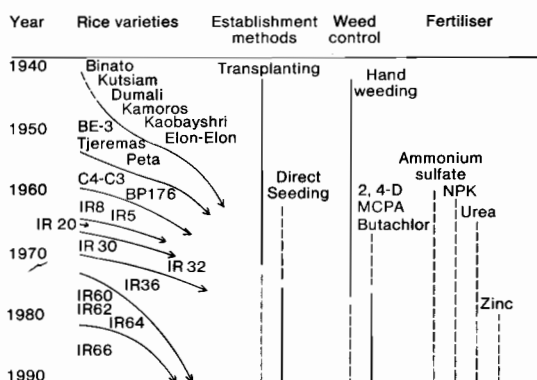 Year Rice varieties Establishment methods Weed control Fertiliser
1940 Binato Transplanting Hand weeding
Kutsiam
Dumali
Kamoros
Kaobayshri
1950 BE-3 Elon-Elon
Tjeremas Peta Ammonium sulfate
C4-C3 Direct Seeding
1960 BP176 2, 4-D NPK
IR8 IR5 MCPA Urea
IR 20 Butachlor
IR 30
1970 IR 32
IR36
IR60 Zinc
IR62
1980 IR64
IR66
1990